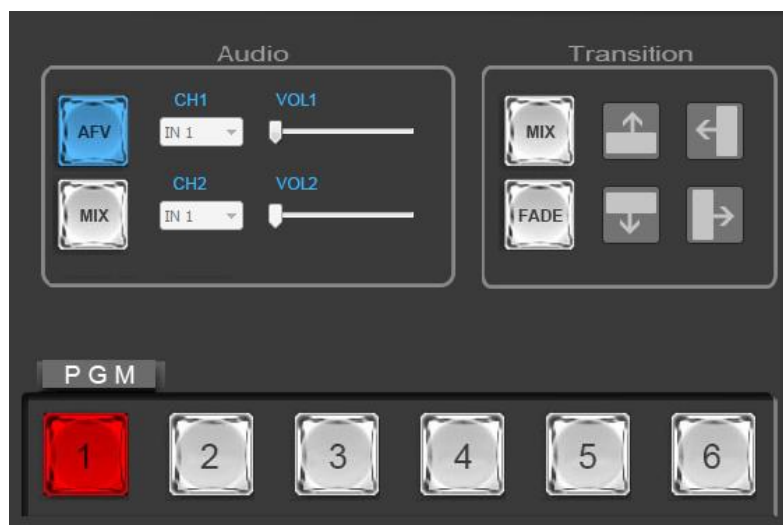 Audio
AFV
CH1
VOL1
IN 1
MIX
CH2
VOL2
IN 1
Transition
MIX
FADE
PGM
1
2
3
4
5
6